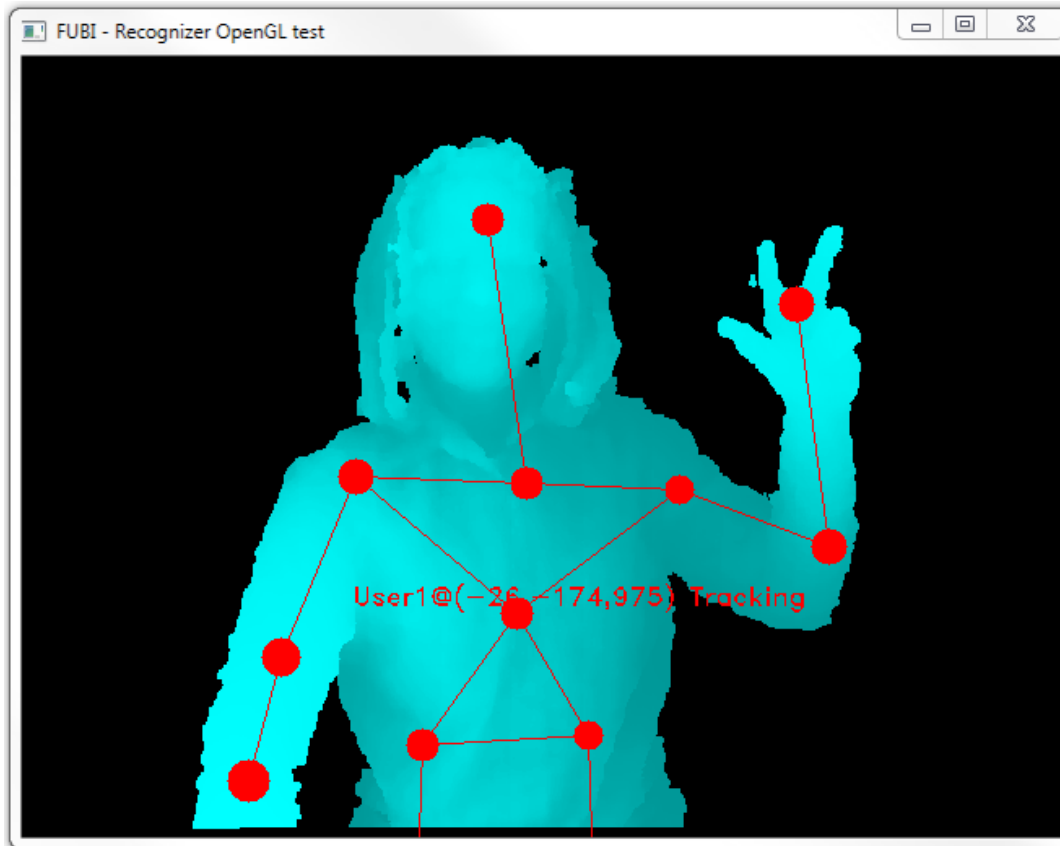 FUBI - Recognizer OpenGL test
User1@(-26,-174,975) Tracking